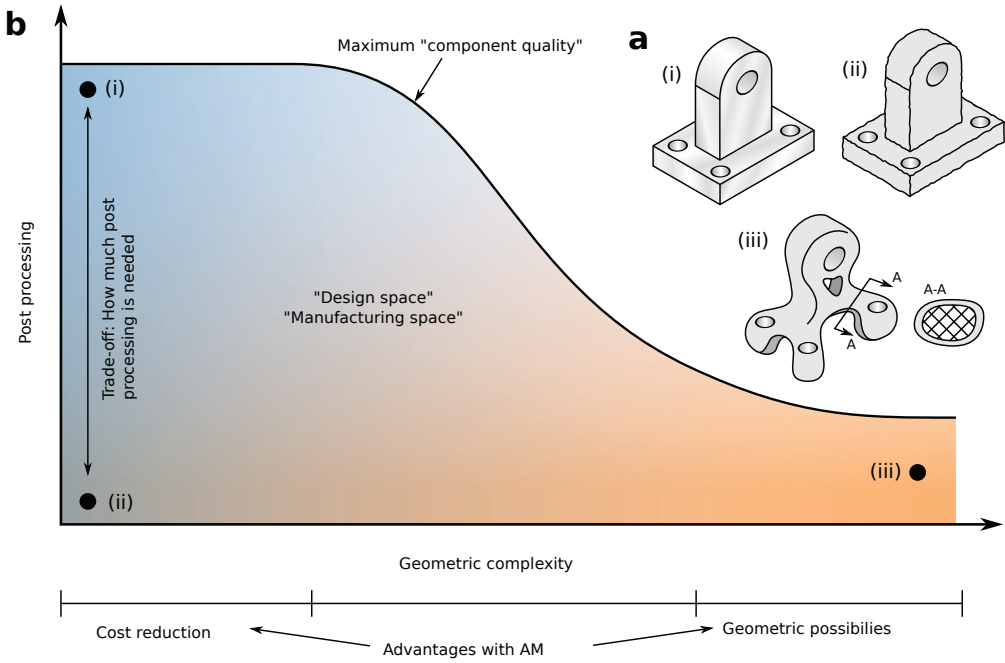 b
Maximum "component quality"
a
(i)
(ii)
(i)
Post processing
Trade-off: How much post
processing is needed
(iii)
A
A-A
A
"Design space"
"Manufacturing space"
(iii)
(ii)
Geometric complexity
Cost reduction
Advantages with AM
Geometric possibilies